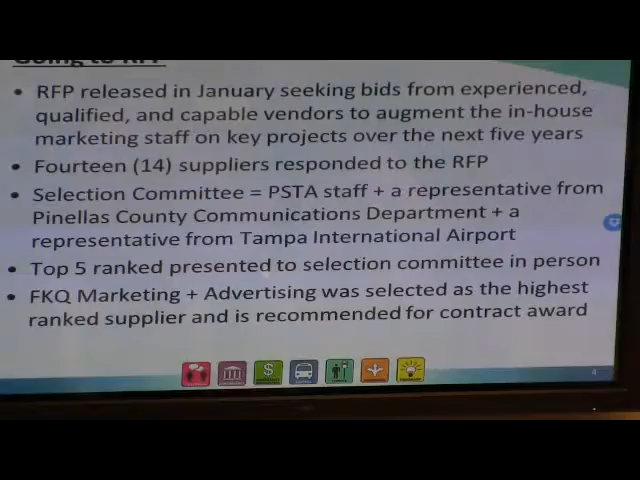 Going to RFP
• RFP released in January seeking bids from experienced,
qualified, and capable vendors to augment the in-house
marketing staff on key projects over the next five years
• Fourteen (14) suppliers responded to the RFP
• Selection Committee = PSTA staff + a representative from
Pinellas County Communications Department + a
representative from Tampa International Airport
• Top 5 ranked presented to selection committee in person
• FKQ Marketing + Advertising was selected as the highest
ranked supplier and is recommended for contract award
$
4